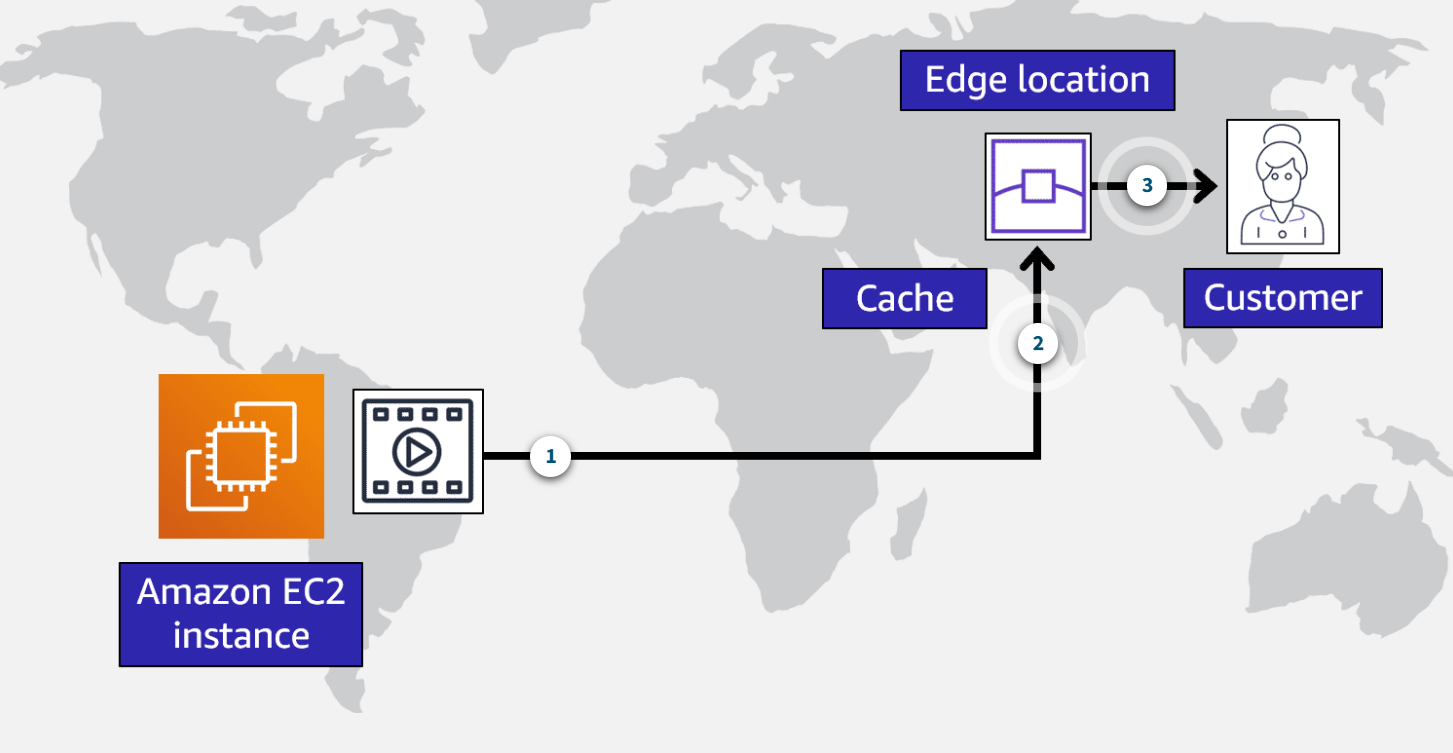 Edge location
3
Cache
Customer
2
1
Amazon EC2
instance